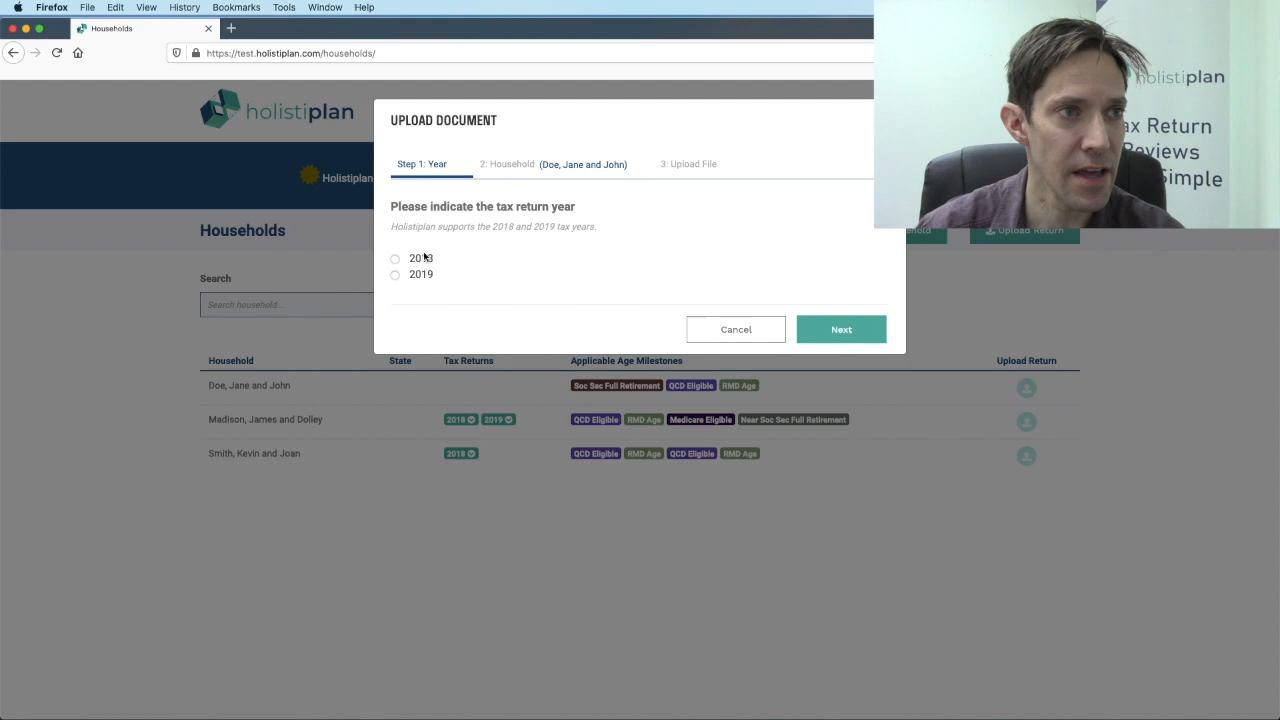 Firefox File Edit View History Bookmarks Tools Window Help
Households
https://test.holistiplan.com/households/
holistiplan
holistiplan
ax Return
Reviews
Simple
UPLOAD DOCUMENT
Step 1: Year 2: Household (Doe, Jane and John) 3: Upload File
Holistiplan
Please indicate the tax return year
Holistiplan supports the 2018 and 2019 tax years.
Households
Upload Return
2018
2019
Search
Search household...
Cancel Next
Household State Tax Returns Applicable Age Milestones Upload Return
Doe, Jane and John Soc Sec Full Retirement QCD Eligible RMD Age
Madison, James and Dolley 2018 2019 QCD Eligible RMD Age Medicare Eligible Near Soc Sec Full Retirement
Smith, Kevin and Joan 2018 QCD Eligible RMD Age QCD Eligible RMD Age